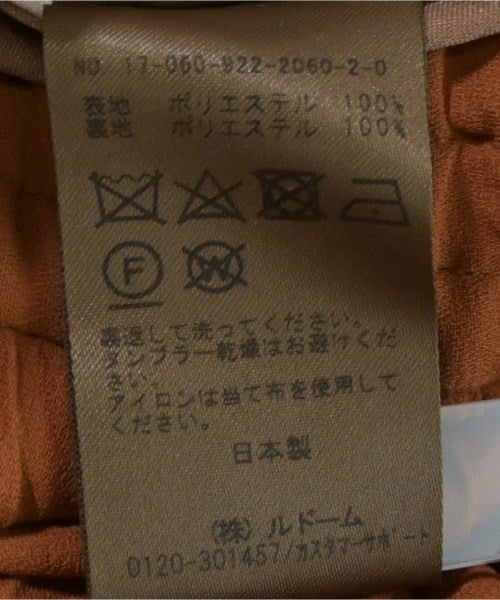 NO. 17-060-922-2060-2-0
表地 ポリエステル 100%
裏地 ポリエステル 100%
F
W
裏返して洗ってください。
タンブラー乾燥はお避けくだ
さい。
アイロンは当て布を使用して
ください。
日本製
(株)ルドーム
0120-301457/カスタマーサポート